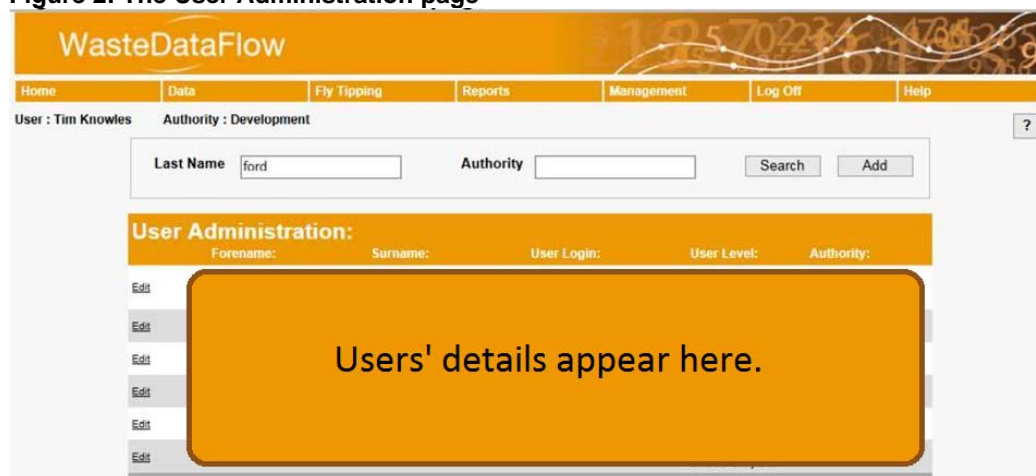 Figure 2: The User Administration page
WasteDataFlow
Home Data Fly Tipping Reports Management Log Off Help
User : Tim Knowles Authority : Development
?
Last Name ford Authority Search Add
User Administration:
Forename: Surname: User Login: User Level: Authority:
Edit
Edit
Users' details appear here.
Edit
Edit
Edit
Edit